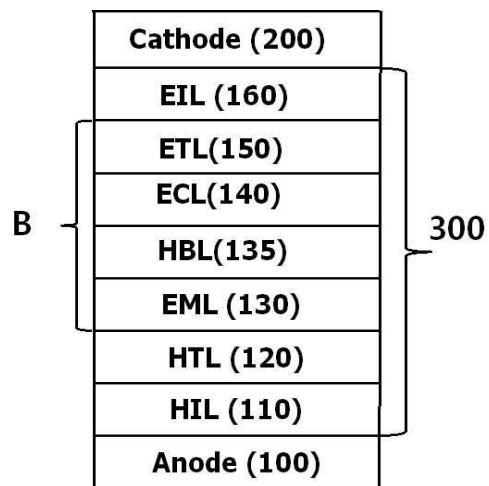 Cathode (200)
EIL (160)
ETL(150)
ECL(140)
B
300
HBL(135)
EML (130)
HTL (120)
HIL (110)
Anode (100)